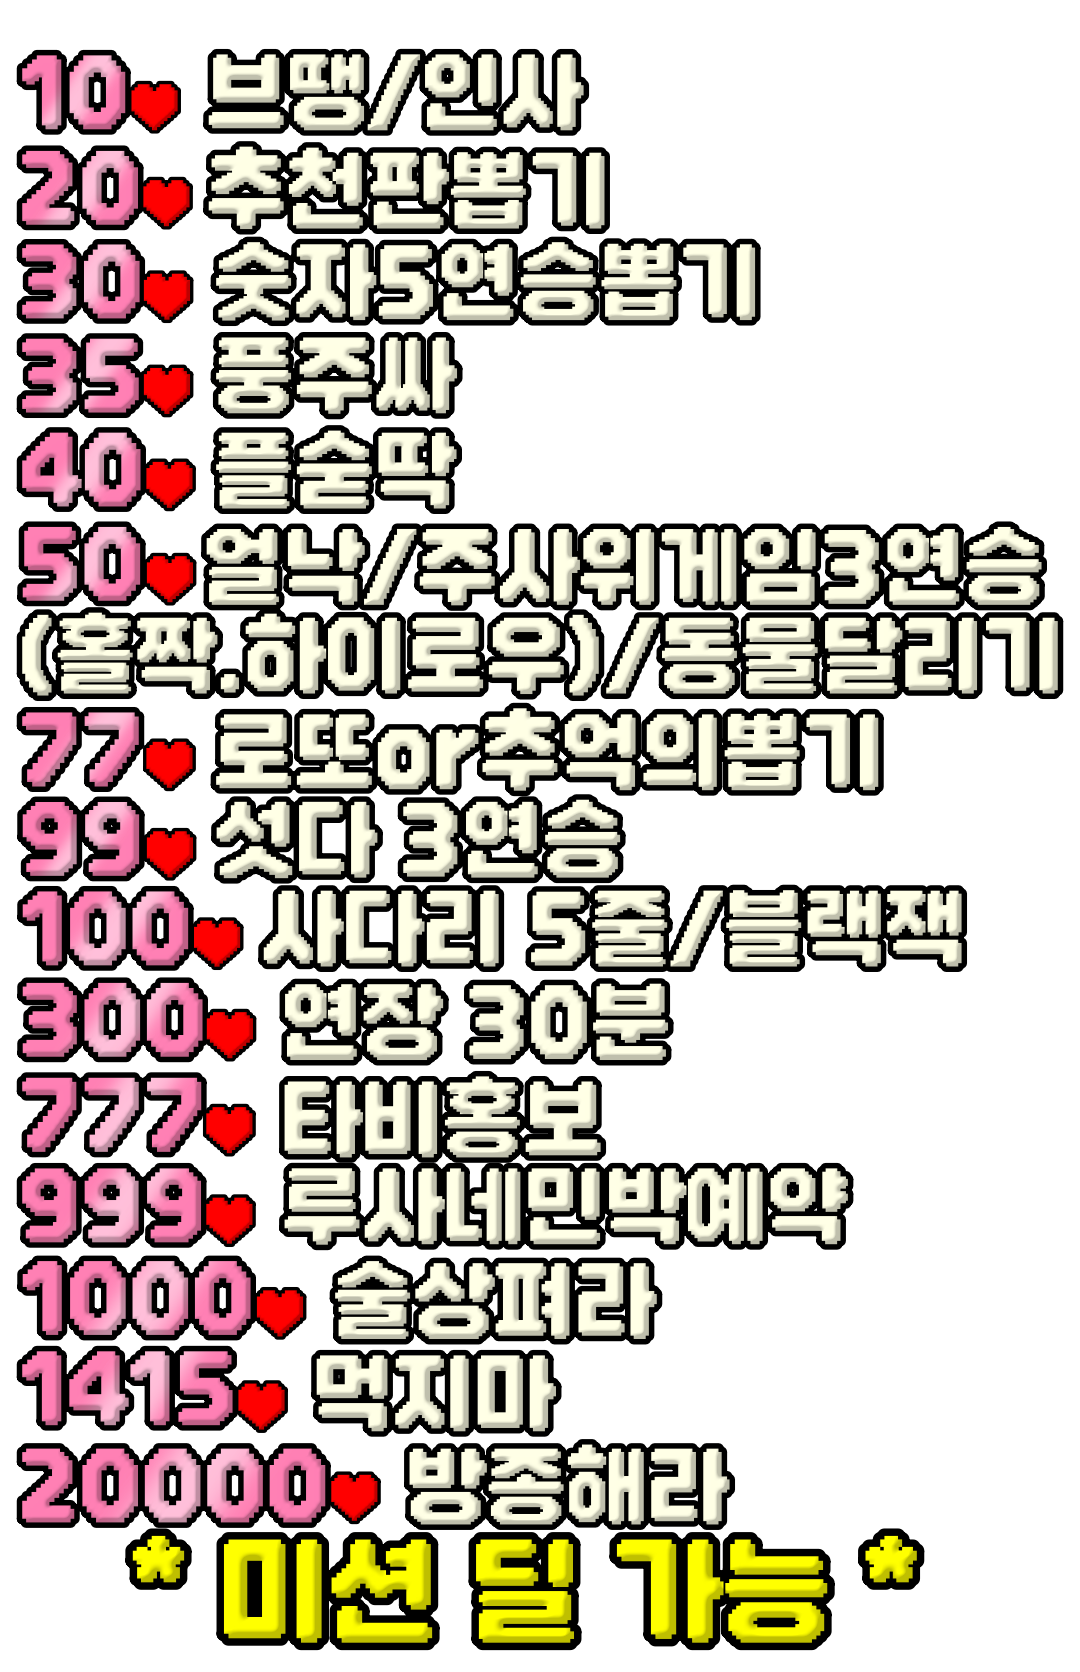 10♥ 브땡/인사
20♥ 추천판뽑기
30♥ 숫자5연승뽑기
35♥ 풍주싸
40♥ 플술딱
50♥ 얼낙/주사위게임3연승
(홀짝.하이로우)/동물달리기
77♥ 로또or추억의뽑기
99♥ 섯다 3연승
100♥ 사다리 5줄/블랙잭
300♥ 연장 30분
777♥ 타비홍보
999♥ 루사네민박예약
1000♥ 술상펴라
1415♥ 먹지마
20000♥ 방종해라
* 미션 딜 가능 *